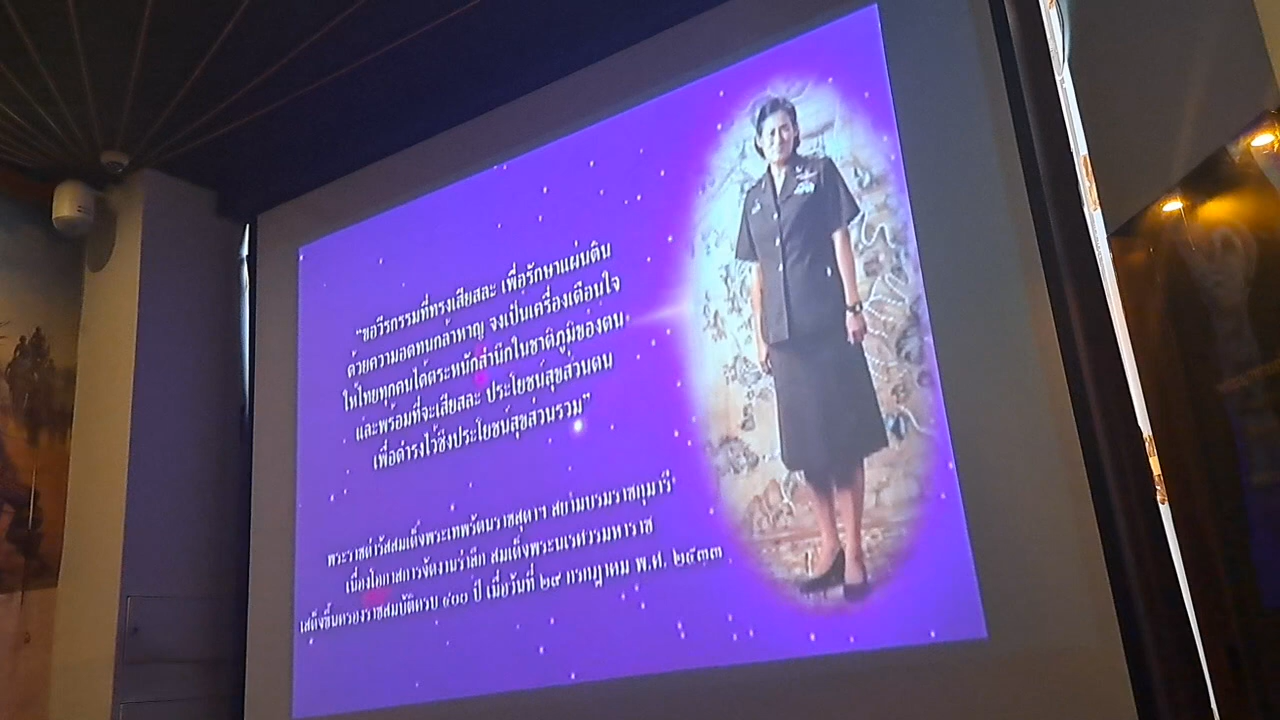 “ขอวีรกรรมที่ทรงเสียสละ เพื่อรักษาแผ่นดิน
ด้วยความอดทนกล้าหาญ จงเป็นเครื่องเตือนใจ
ให้ไทยทุกคนได้ตระหนักสำนึกในชาติภูมิของตน
และพร้อมที่จะเสียสละ ประโยชน์สุขส่วนตน
เพื่อดำรงไว้ซึ่งประโยชน์สุขส่วนรวม”
พระราชดำรัสสมเด็จพระเทพรัตนราชสุดาฯ สยามบรมราชกุมารี
เนื่องโอกาสการจัดงานรำลึก สมเด็จพระนเรศวรมหาราช
เสด็จขึ้นครองราชสมบัติครบ ๔๐๐ ปี เมื่อวันที่ ๒๙ กรกฎาคม พ.ศ. ๒๕๓๓